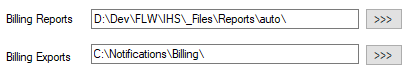 Billing Reports D:\Dev\FLW\IHS\_Files\Reports\auto\ >>>
Billing Exports C:\Notifications\Billing\ >>>